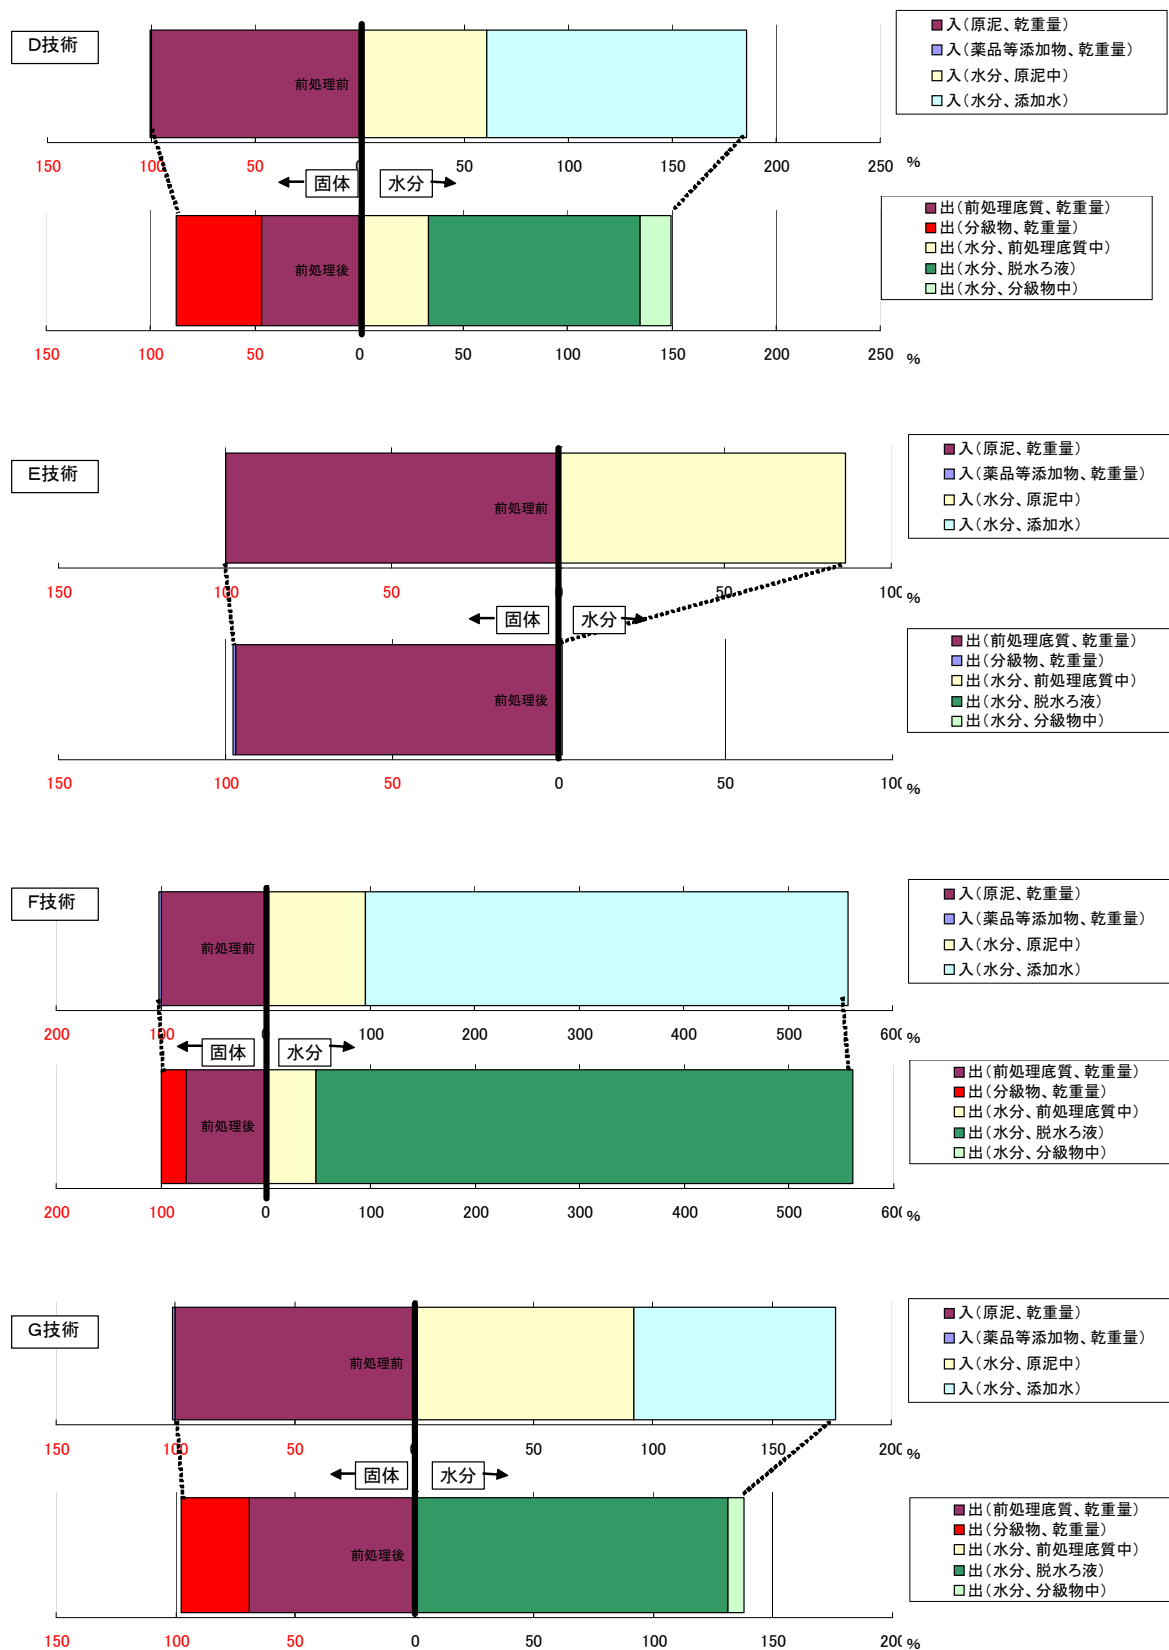 D技術
前処理前
入(原泥、乾重量)
入(薬品等添加物、乾重量)
入(水分、原泥中)
入(水分、添加水)
150 100 50 0 50 100 150 200 250 %
固体 水分
前処理後
出(前処理底質、乾重量)
出(分級物、乾重量)
出(水分、前処理底質中)
出(水分、脱水ろ液)
出(水分、分級物中)
150 100 50 0 50 100 150 200 250 %
E技術
前処理前
入(原泥、乾重量)
入(薬品等添加物、乾重量)
入(水分、原泥中)
入(水分、添加水)
150 100 50 0 50 100 %
固体 水分
前処理後
出(前処理底質、乾重量)
出(分級物、乾重量)
出(水分、前処理底質中)
出(水分、脱水ろ液)
出(水分、分級物中)
150 100 50 0 50 100 %
F技術
前処理前
入(原泥、乾重量)
入(薬品等添加物、乾重量)
入(水分、原泥中)
入(水分、添加水)
200 100 0 100 200 300 400 500 600 %
固体 水分
前処理後
出(前処理底質、乾重量)
出(分級物、乾重量)
出(水分、前処理底質中)
出(水分、脱水ろ液)
出(水分、分級物中)
200 100 0 100 200 300 400 500 600 %
G技術
前処理前
入(原泥、乾重量)
入(薬品等添加物、乾重量)
入(水分、原泥中)
入(水分、添加水)
150 100 50 0 50 100 150 200 %
固体 水分
前処理後
出(前処理底質、乾重量)
出(分級物、乾重量)
出(水分、前処理底質中)
出(水分、脱水ろ液)
出(水分、分級物中)
150 100 50 0 50 100 150 200 %